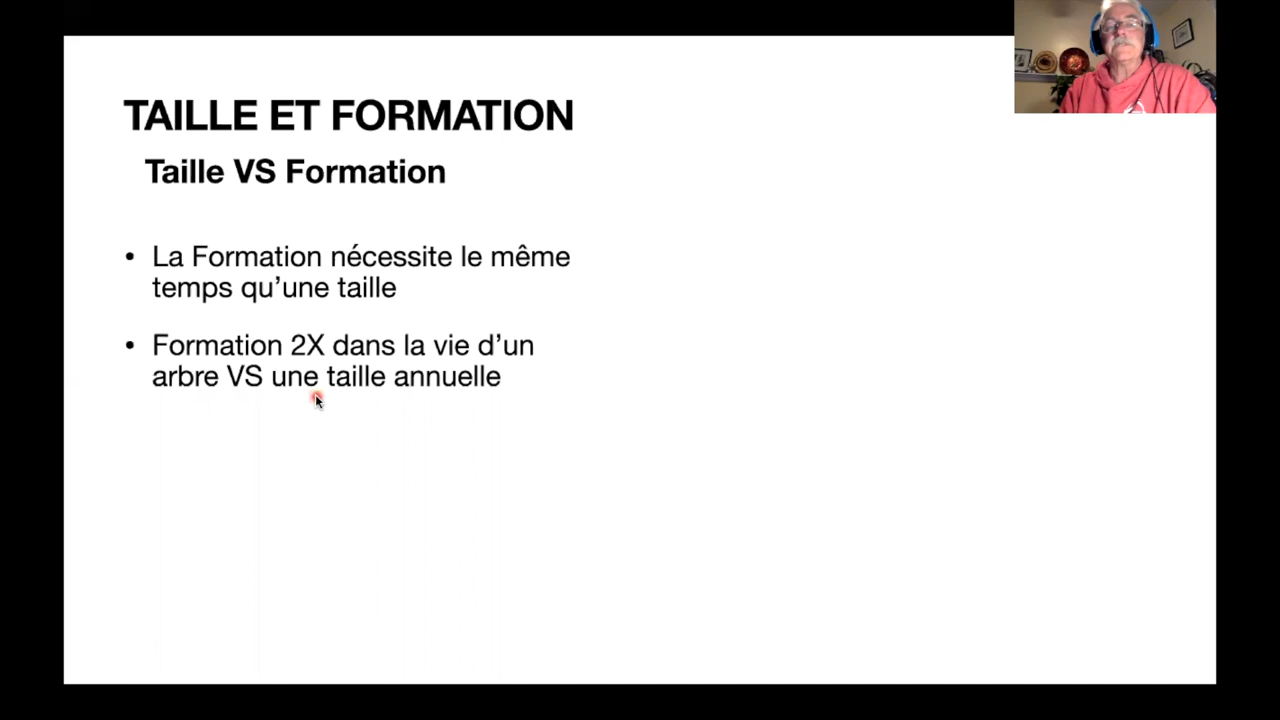 TAILLE ET FORMATION
Taille VS Formation
• La Formation nécessite le même
temps qu’une taille
• Formation 2X dans la vie d’un
arbre VS une taille annuelle